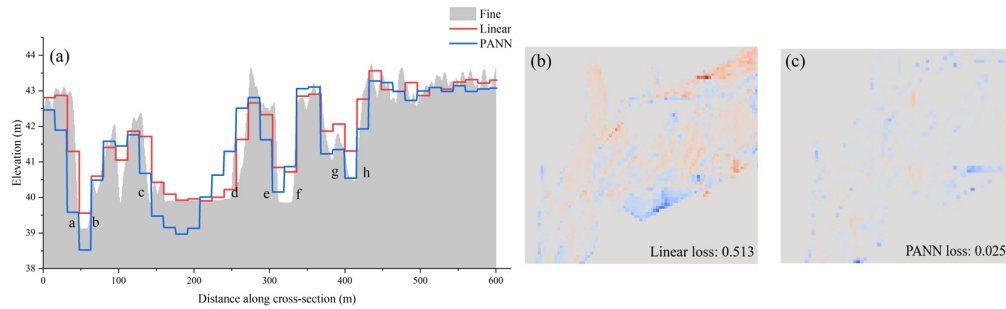 Fine
Linear
PANN
(a)
44
43
42
41
40
39
38
Elevation (m)
a b c d e f g h
0 100 200 300 400 500 600
Distance along cross-section (m)
(b)
Linear loss: 0.513
(c)
PANN loss: 0.025